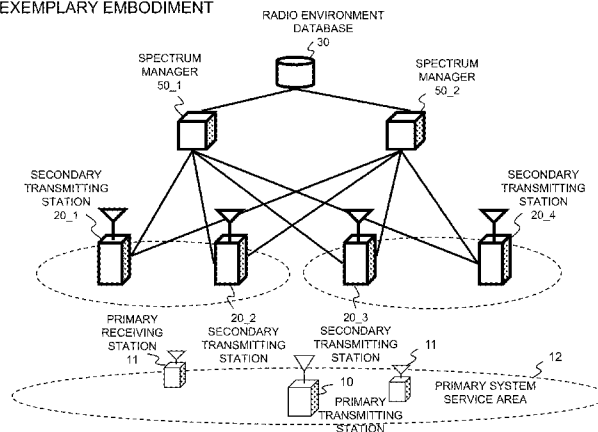 EXEMPLARY EMBODIMENT
RADIO ENVIRONMENT
DATABASE
30
SPECTRUM
MANAGER
50_1
SPECTRUM
MANAGER
50_2
SECONDARY
TRANSMITTING
STATION
20_1
SECONDARY
TRANSMITTING
STATION
20_4
20_2
SECONDARY
TRANSMITTING
STATION
20_3
SECONDARY
TRANSMITTING
STATION
PRIMARY
RECEIVING
STATION
11
11
12
10
PRIMARY
TRANSMITTING
STATION
PRIMARY SYSTEM
SERVICE AREA